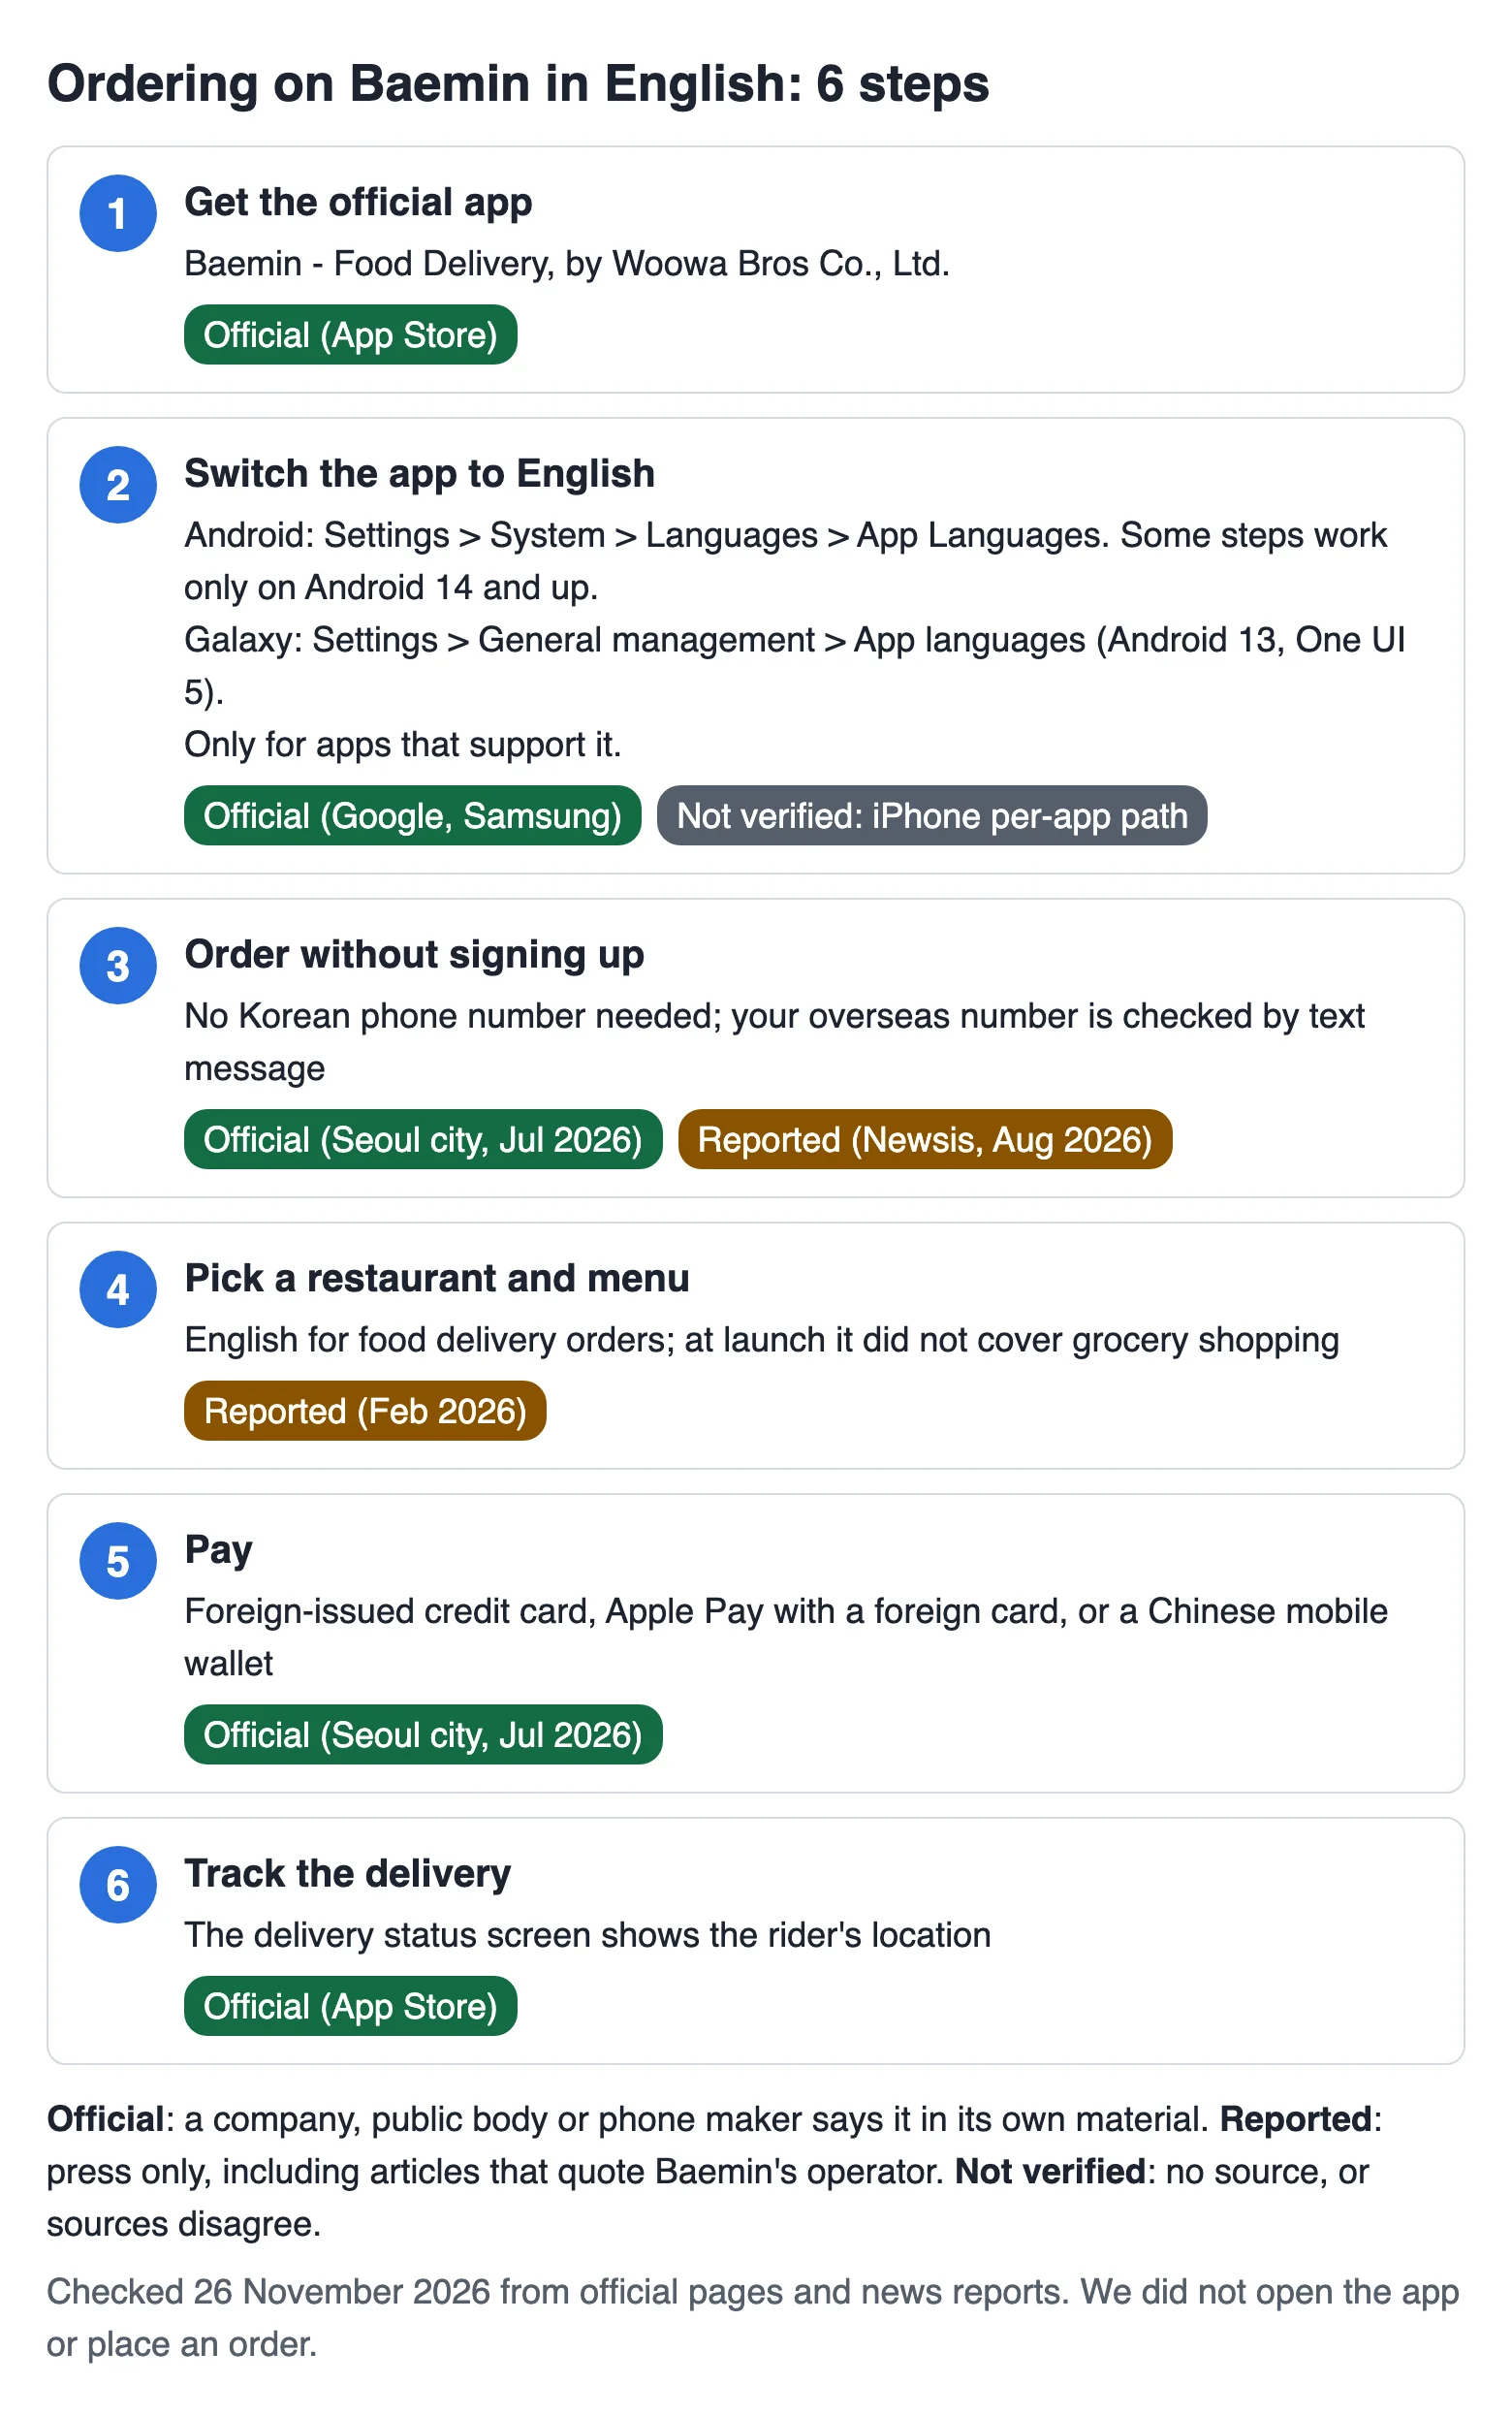 Ordering on Baemin in English: 6 steps
1
Get the official app
Baemin - Food Delivery, by Woowa Bros Co., Ltd.
Official (App Store)
2
Switch the app to English
Android: Settings > System > Languages > App Languages. Some steps work
only on Android 14 and up.
Galaxy: Settings > General management > App languages (Android 13, One UI
5).
Only for apps that support it.
Official (Google, Samsung) Not verified: iPhone per-app path
3
Order without signing up
No Korean phone number needed; your overseas number is checked by text
message
Official (Seoul city, Jul 2026) Reported (Newsis, Aug 2026)
4
Pick a restaurant and menu
English for food delivery orders; at launch it did not cover grocery shopping
Reported (Feb 2026)
5
Pay
Foreign-issued credit card, Apple Pay with a foreign card, or a Chinese mobile
wallet
Official (Seoul city, Jul 2026)
6
Track the delivery
The delivery status screen shows the rider's location
Official (App Store)
Official: a company, public body or phone maker says it in its own material. Reported:
press only, including articles that quote Baemin's operator. Not verified: no source, or
sources disagree.
Checked 26 November 2026 from official pages and news reports. We did not open the app
or place an order.